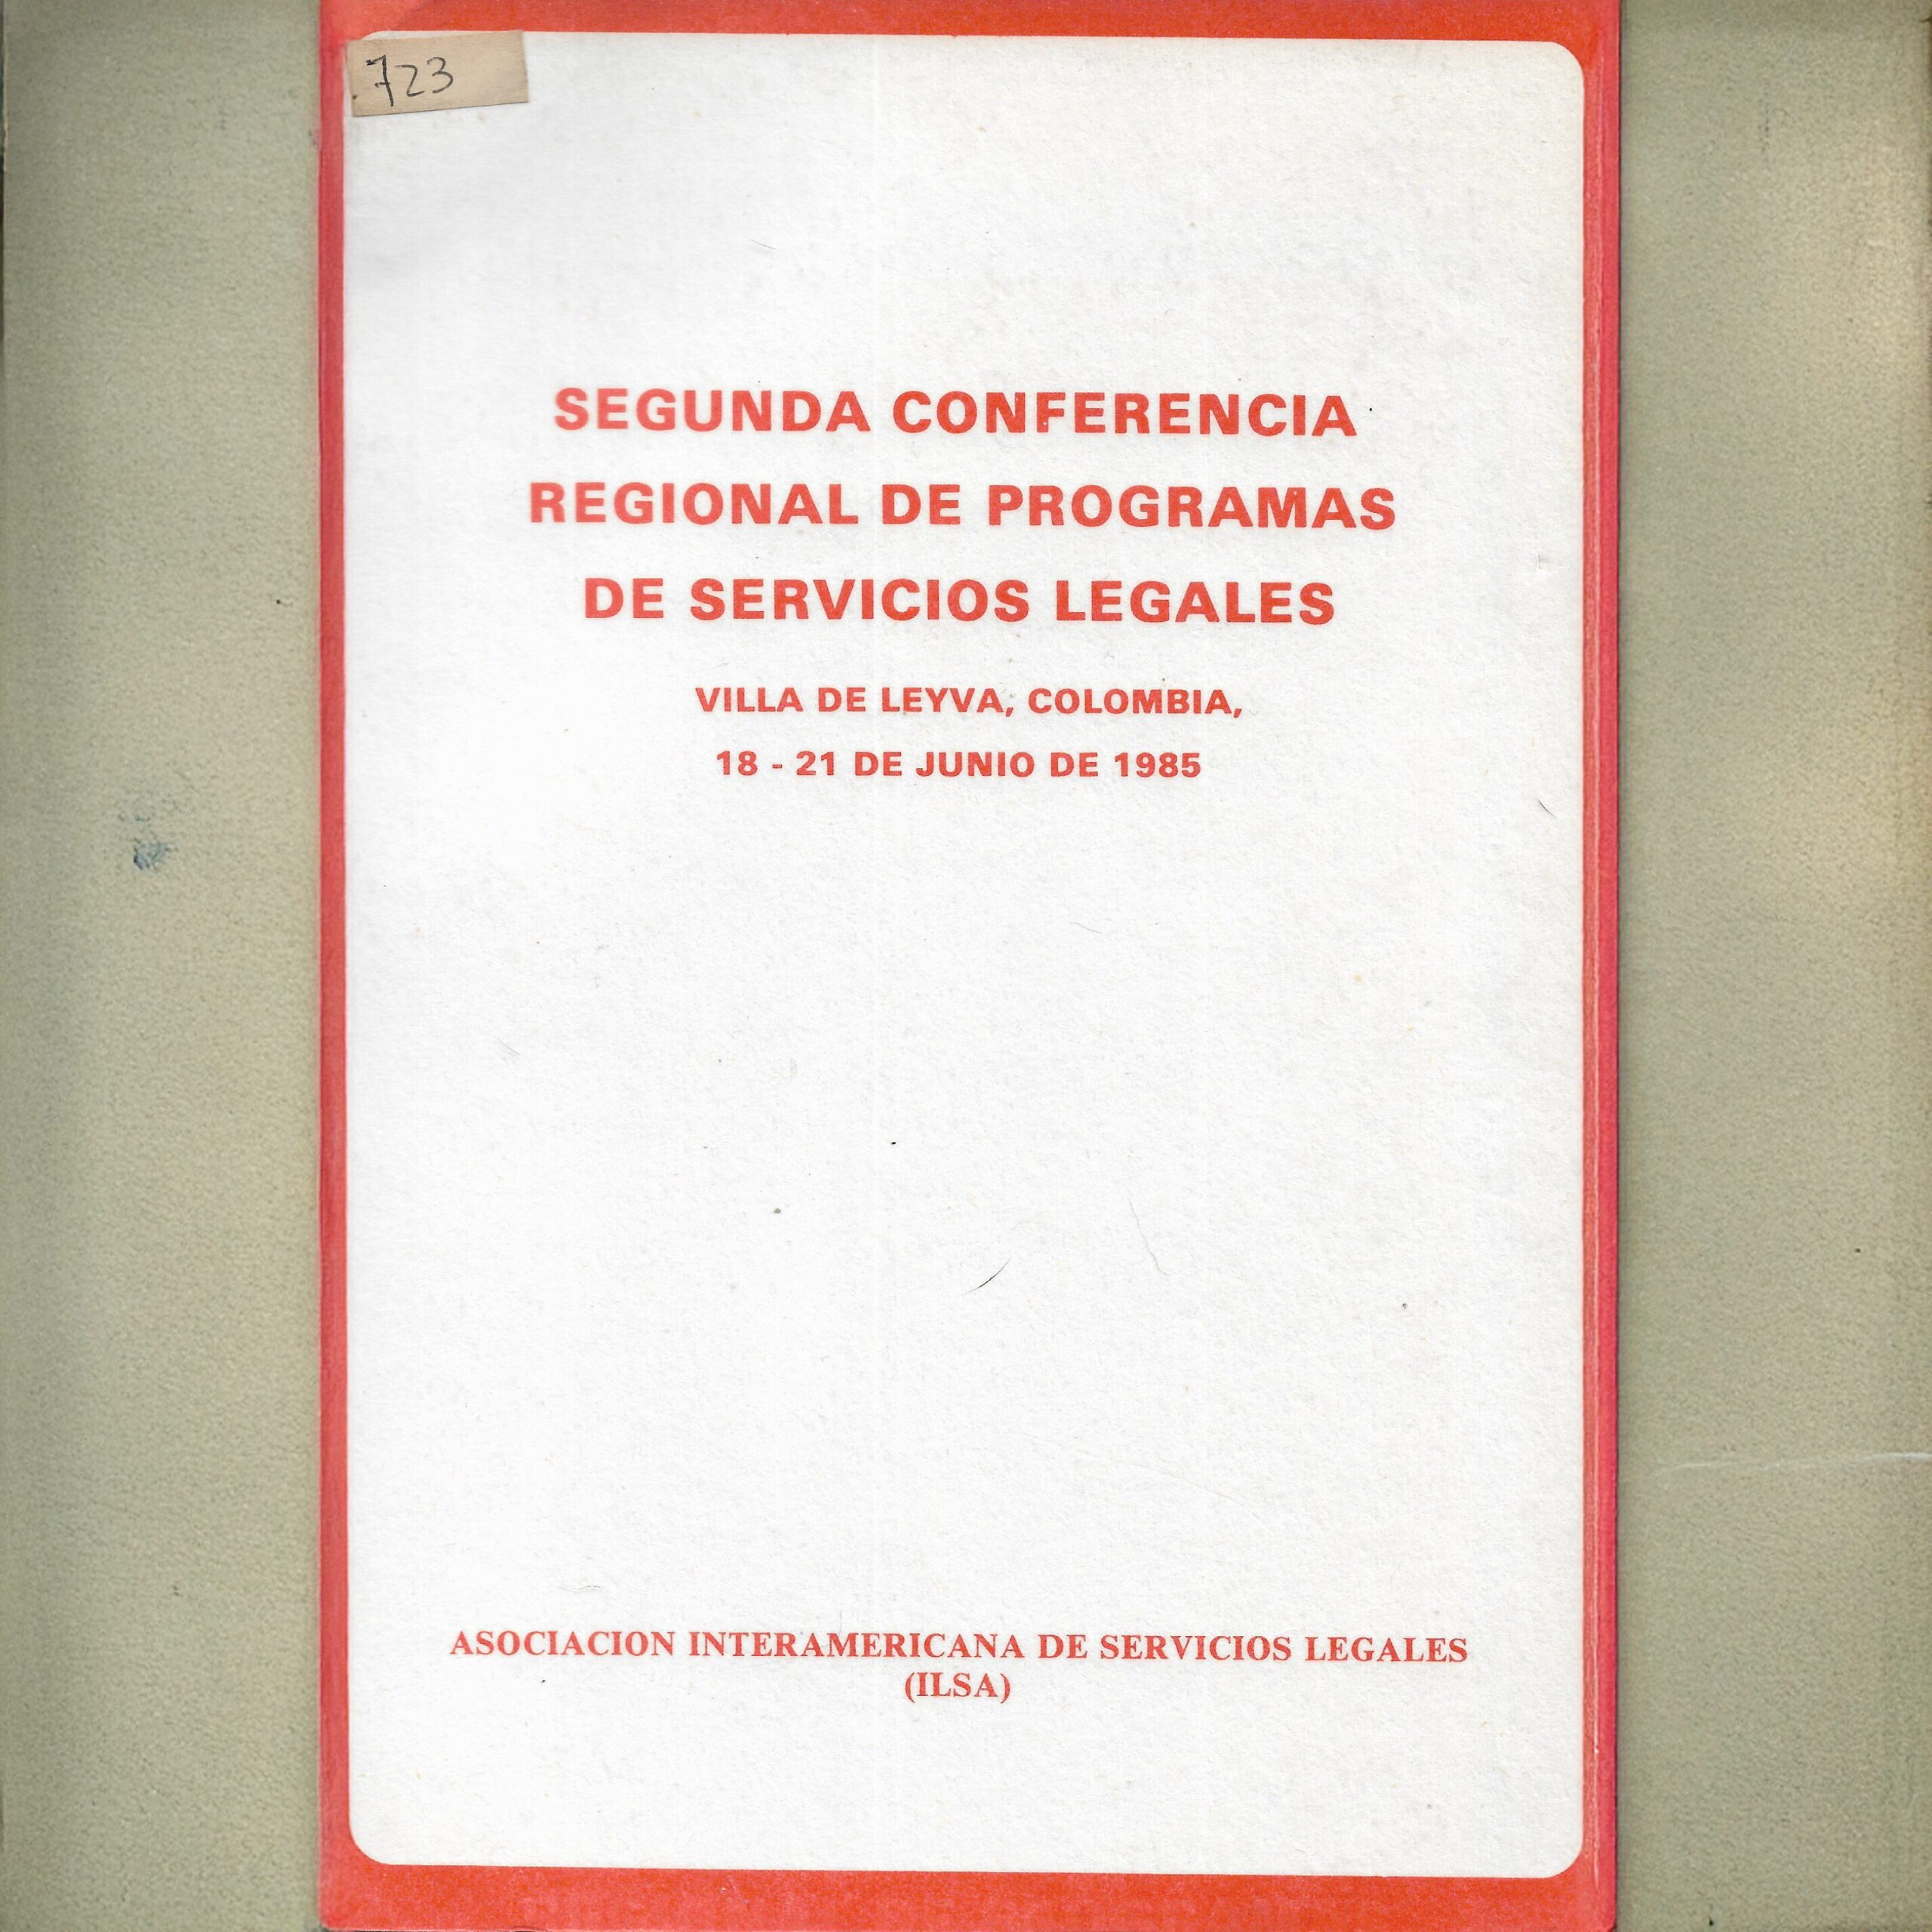 723
SEGUNDA CONFERENCIA
REGIONAL DE PROGRAMAS
DE SERVICIOS LEGALES
VILLA DE LEYVA, COLOMBIA,
18 - 21 DE JUNIO DE 1985
ASOCIACION INTERAMERICANA DE SERVICIOS LEGALES
(ILSA)